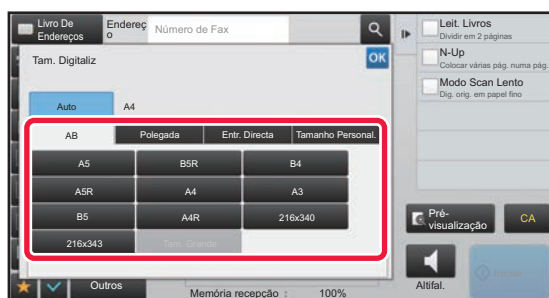 Livro De
Endereços
Endereç
o
Número de Fax
Leit. Livros
Dividir em 2 páginas
N-Up
Colocar várias pág. numa pág.
Modo Scan Lento
Dig. orig. em papel fino
Tam. Digitaliz
OK
Auto
A4
AB
Polegada
Entr. Directa
Tamanho Personal.
A5
B5R
B4
A5R
A4
A3
B5
A4R
216x340
216x343
Tam. Grande
Pré-
visualização
CA
Outros
Memória recepção : 100%
Altifal.
Iniciar